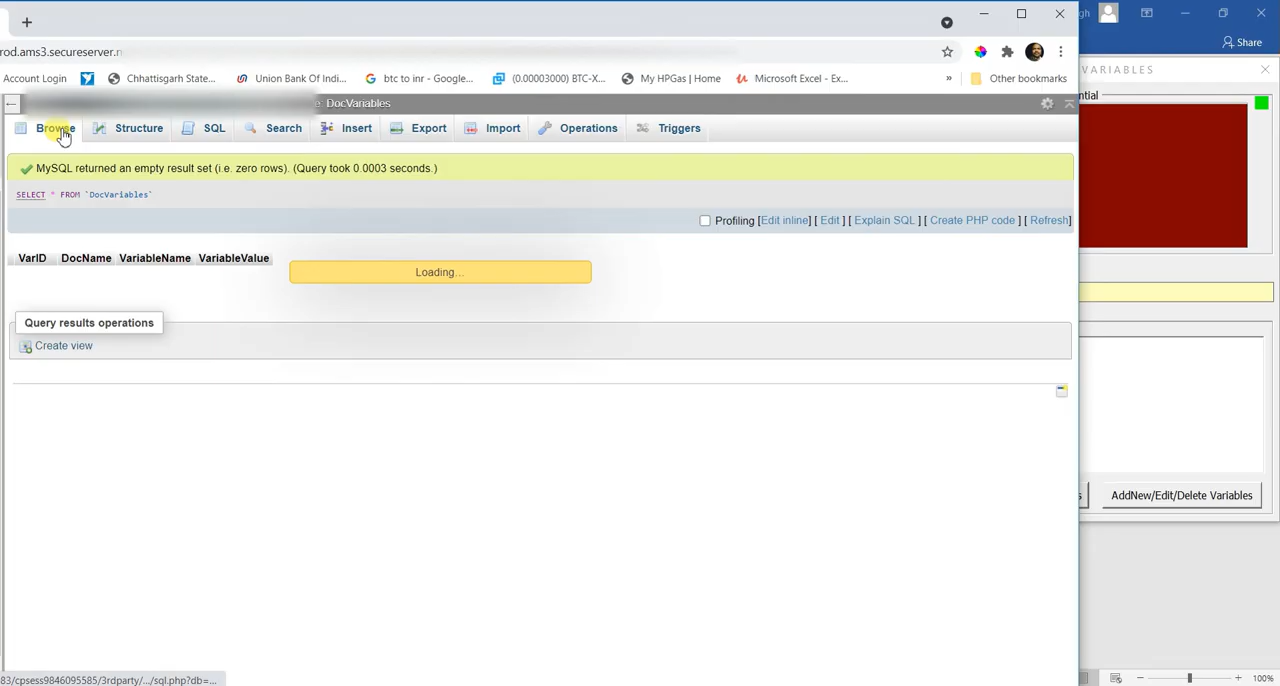 gh
Share
rod.ams3.secureserver.n
Account Login
Chhattisgarh State...
Union Bank Of Indi...
btc to inr - Google...
(0.00003000) BTC-X...
My HPGas | Home
Microsoft Excel - Ex...
»
Other bookmarks
VARIABLES
ntial
: DocVariables
Browse
Structure
SQL
Search
Insert
Export
Import
Operations
Triggers
MySQL returned an empty result set (i.e. zero rows). (Query took 0.0003 seconds.)
SELECT * FROM `DocVariables`
Profiling [Edit inline] [ Edit ] [ Explain SQL ] [ Create PHP code ] [ Refresh]
VarID DocName VariableName VariableValue
Loading...
Query results operations
Create view
s
AddNew/Edit/Delete Variables
83/cpsess9846095585/3rdparty/.../sql.php?db=...
100%